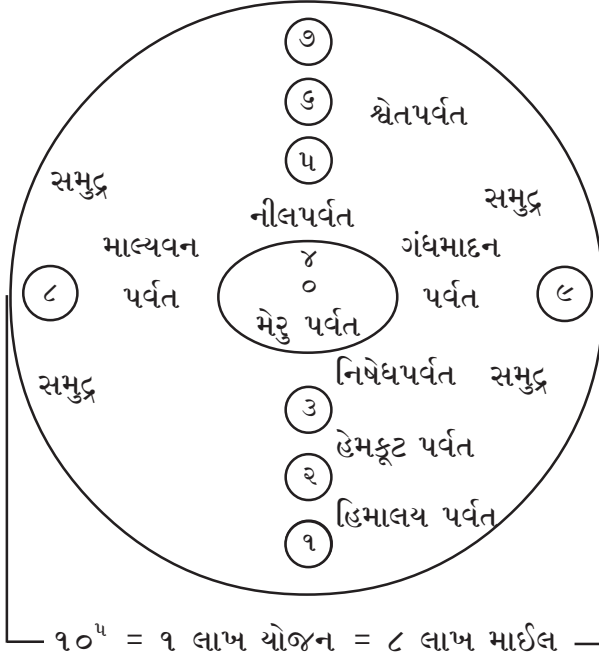 ૭
૬
શ્વેતપર્વત
૫
સમુદ્ર
સમુદ્ર
નીલપર્વત
માલ્યવન
૪
ગંધમાદન
૮
પર્વત
૦
પર્વત
૯
મેરુ પર્વત
નિષેધપર્વત
સમુદ્ર
સમુદ્ર
૩
હેમકૂટ પર્વત
૨
હિમાલય પર્વત
૧
૧૦^૫ = ૧ લાખ યોજન = ૮ લાખ માઈલ